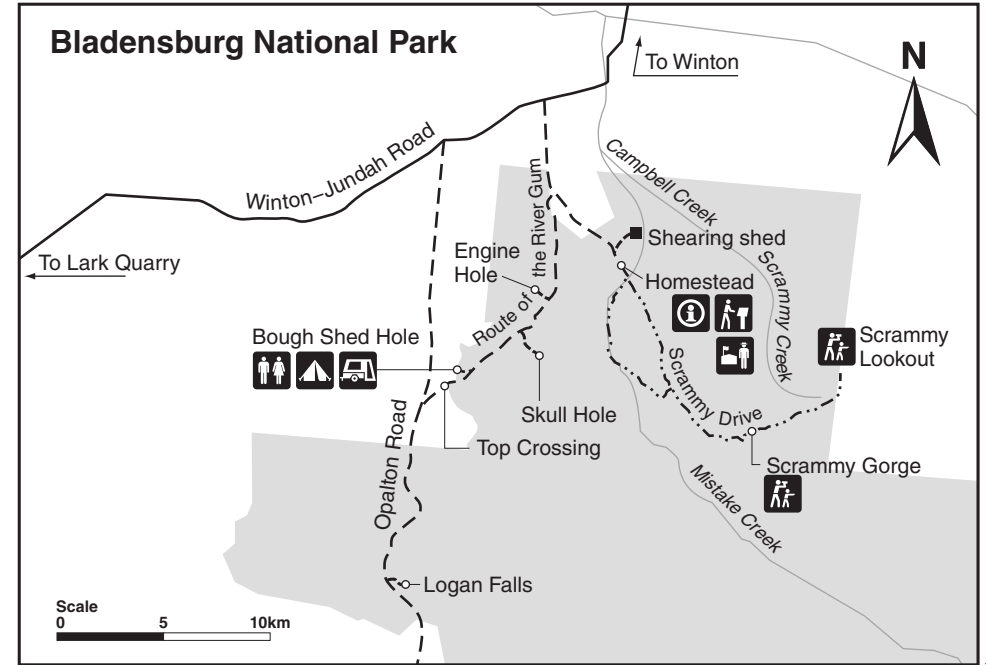 Bladensburg National Park
To Winton
N
Winton–Jundah Road
To Lark Quarry
Campbell Creek
Route of the River Gum
Engine
Hole
Shearing shed
Homestead
Scrammy Creek
Scrammy
Lookout
Bough Shed Hole
Skull Hole
Scrammy Drive
Top Crossing
Scrammy Gorge
Opalton Road
Mistake Creek
Logan Falls
Scale
0 5 10km